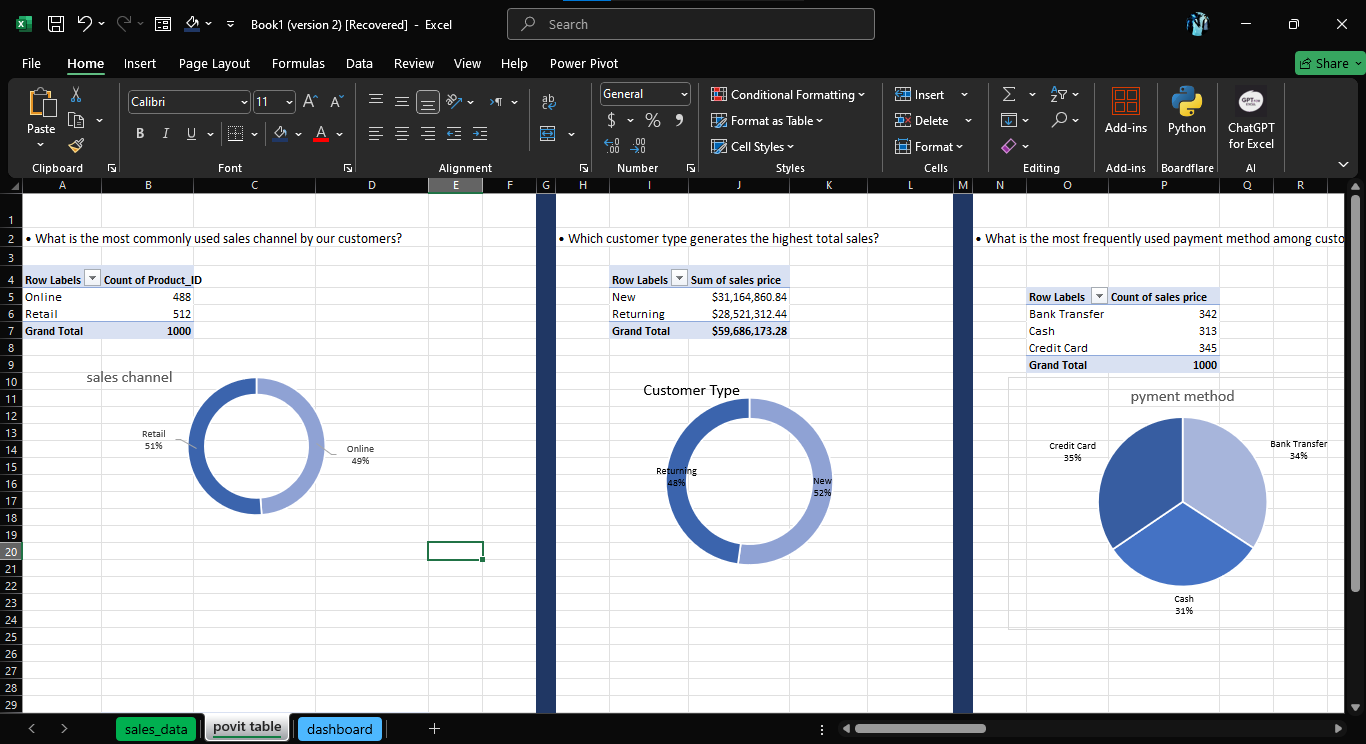 Book1 (version 2) [Recovered] - Excel
Search
File Home Insert Page Layout Formulas Data Review View Help Power Pivot
Share
Paste
Clipboard
Calibri 11
B I U
Font
ab
Alignment
General
$ % 9
.00
Number
Conditional Formatting
Format as Table
Cell Styles
Styles
Insert
Delete
Format
Cells
Editing
Add-ins
Add-ins
Python
Boardflare
GPT
ChatGPT
for Excel
AI
A B C D E F G H I J K L M N O P Q R
1
2 • What is the most commonly used sales channel by our customers? • Which customer type generates the highest total sales? • What is the most frequently used payment method among custo
3
4 Row Labels Count of Product_ID Row Labels Sum of sales price
5 Online 488 New $31,164,860.84 Row Labels Count of sales price
6 Retail 512 Returning $28,521,312.44 Bank Transfer 342
7 Grand Total 1000 Grand Total $59,686,173.28 Cash 313
8 Credit Card 345
9 Grand Total 1000
10
11
12
13
14
15
16
17
18
19
20
21
22
23
24
25
26
27
28
29
sales channel
Retail
51%
Online
49%
Customer Type
Returning
48%
New
52%
pyment method
Credit Card
35%
Bank Transfer
34%
Cash
31%
sales_data povit table dashboard